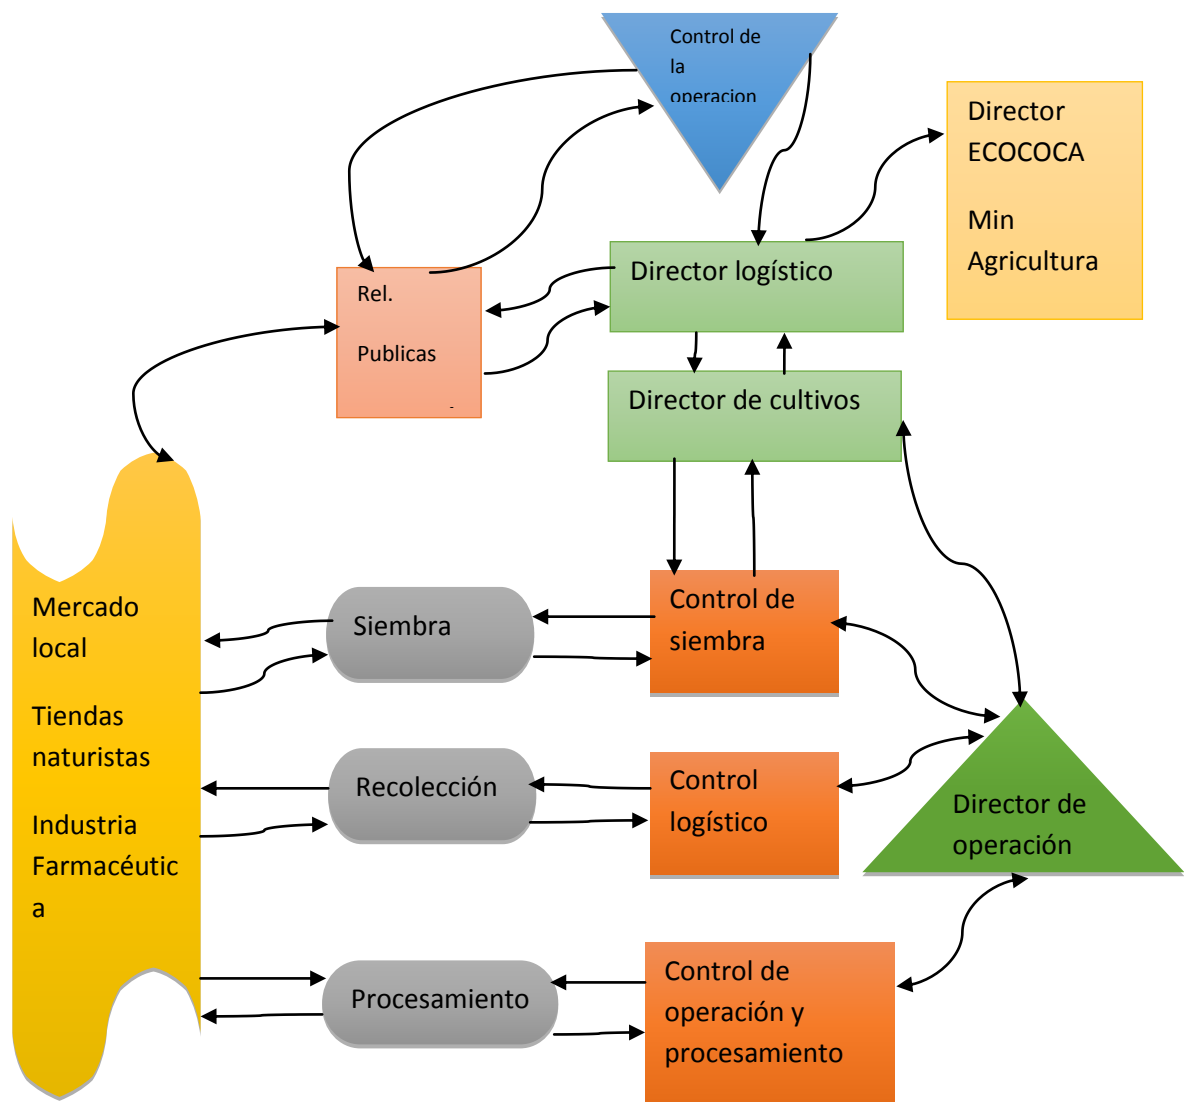 Control de
la
operacion
Director
ECOCOCA
Min
Agricultura
Director logístico
Rel.
Publicas
Director de cultivos
Mercado
local
Tiendas
naturistas
Industria
Farmacéutic
a
Siembra
Control de
siembra
Recolección
Control
logístico
Director de
operación
Procesamiento
Control de
operación y
procesamiento